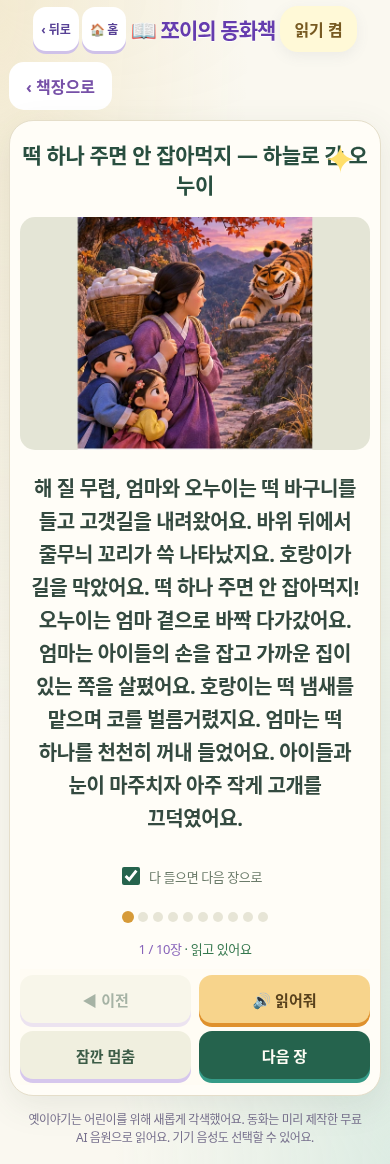 ‹ 뒤로 🏠 홈 📖 쪼이의 동화책 읽기 켬
‹ 책장으로
떡 하나 주면 안 잡아먹지 — 하늘로 간 오
누이
해 질 무렵, 엄마와 오누이는 떡 바구니를
들고 고갯길을 내려왔어요. 바위 뒤에서
줄무늬 꼬리가 쓱 나타났지요. 호랑이가
길을 막았어요. 떡 하나 주면 안 잡아먹지!
오누이는 엄마 곁으로 바짝 다가갔어요.
엄마는 아이들의 손을 잡고 가까운 집이
있는 쪽을 살폈어요. 호랑이는 떡 냄새를
맡으며 코를 벌름거렸지요. 엄마는 떡
하나를 천천히 꺼내 들었어요. 아이들과
눈이 마주치자 아주 작게 고개를
끄덕였어요.
다 들으면 다음 장으로
1 / 10장 · 읽고 있어요
◀ 이전 🔊 읽어줘
잠깐 멈춤 다음 장
옛이야기는 어린이를 위해 새롭게 각색했어요. 동화는 미리 제작한 무료
AI 음원으로 읽어요. 기기 음성도 선택할 수 있어요.